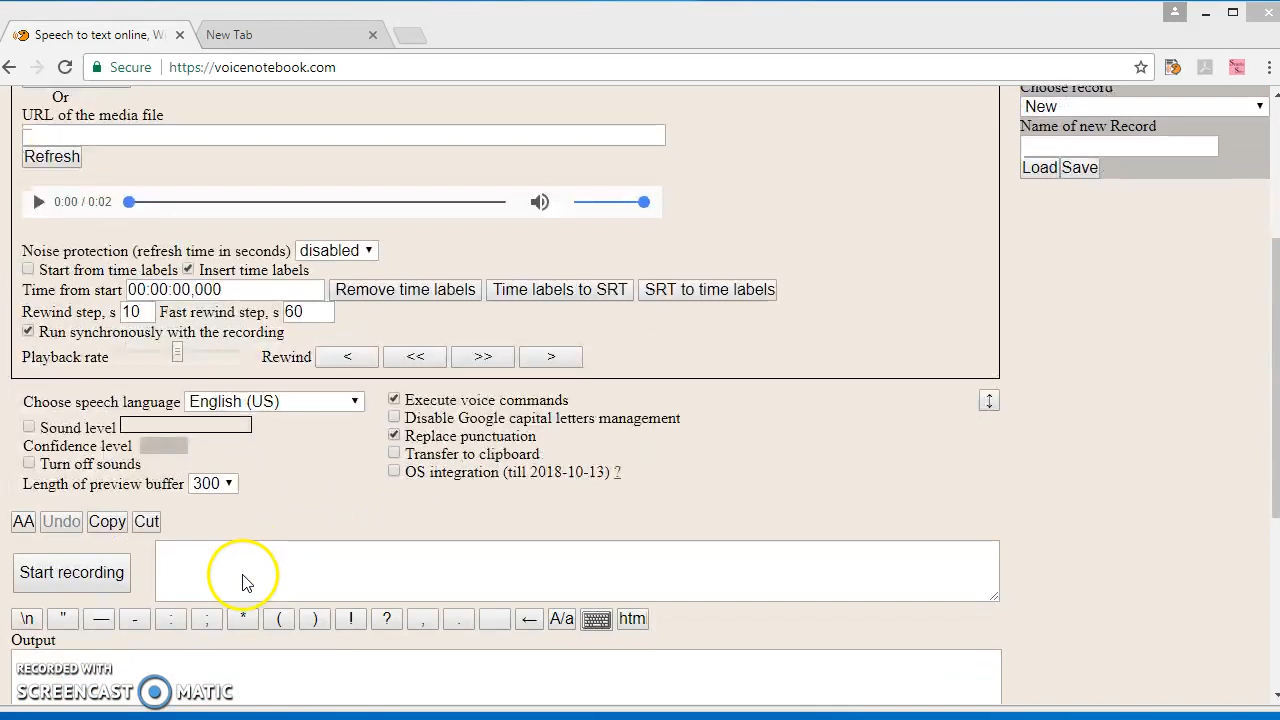 Speech to text online, W
New Tab
Secure https://voicenotebook.com
Or
URL of the media file
Refresh
0:00 / 0:02
Noise protection (refresh time in seconds) disabled
Start from time labels Insert time labels
Time from start 00:00:00,000 Remove time labels Time labels to SRT SRT to time labels
Rewind step, s 10 Fast rewind step, s 60
Run synchronously with the recording
Playback rate Rewind < << >> >
Choose record
New
Name of new Record
Load Save
Choose speech language English (US)
Sound level
Confidence level
Turn off sounds
Length of preview buffer 300
Execute voice commands
Disable Google capital letters management
Replace punctuation
Transfer to clipboard
OS integration (till 2018-10-13) ?
AA Undo Copy Cut
Start recording
\n " — - : ; * ( ) ! ? , . ← A/a htm
Output
RECORDED WITH
SCREENCAST MATIC